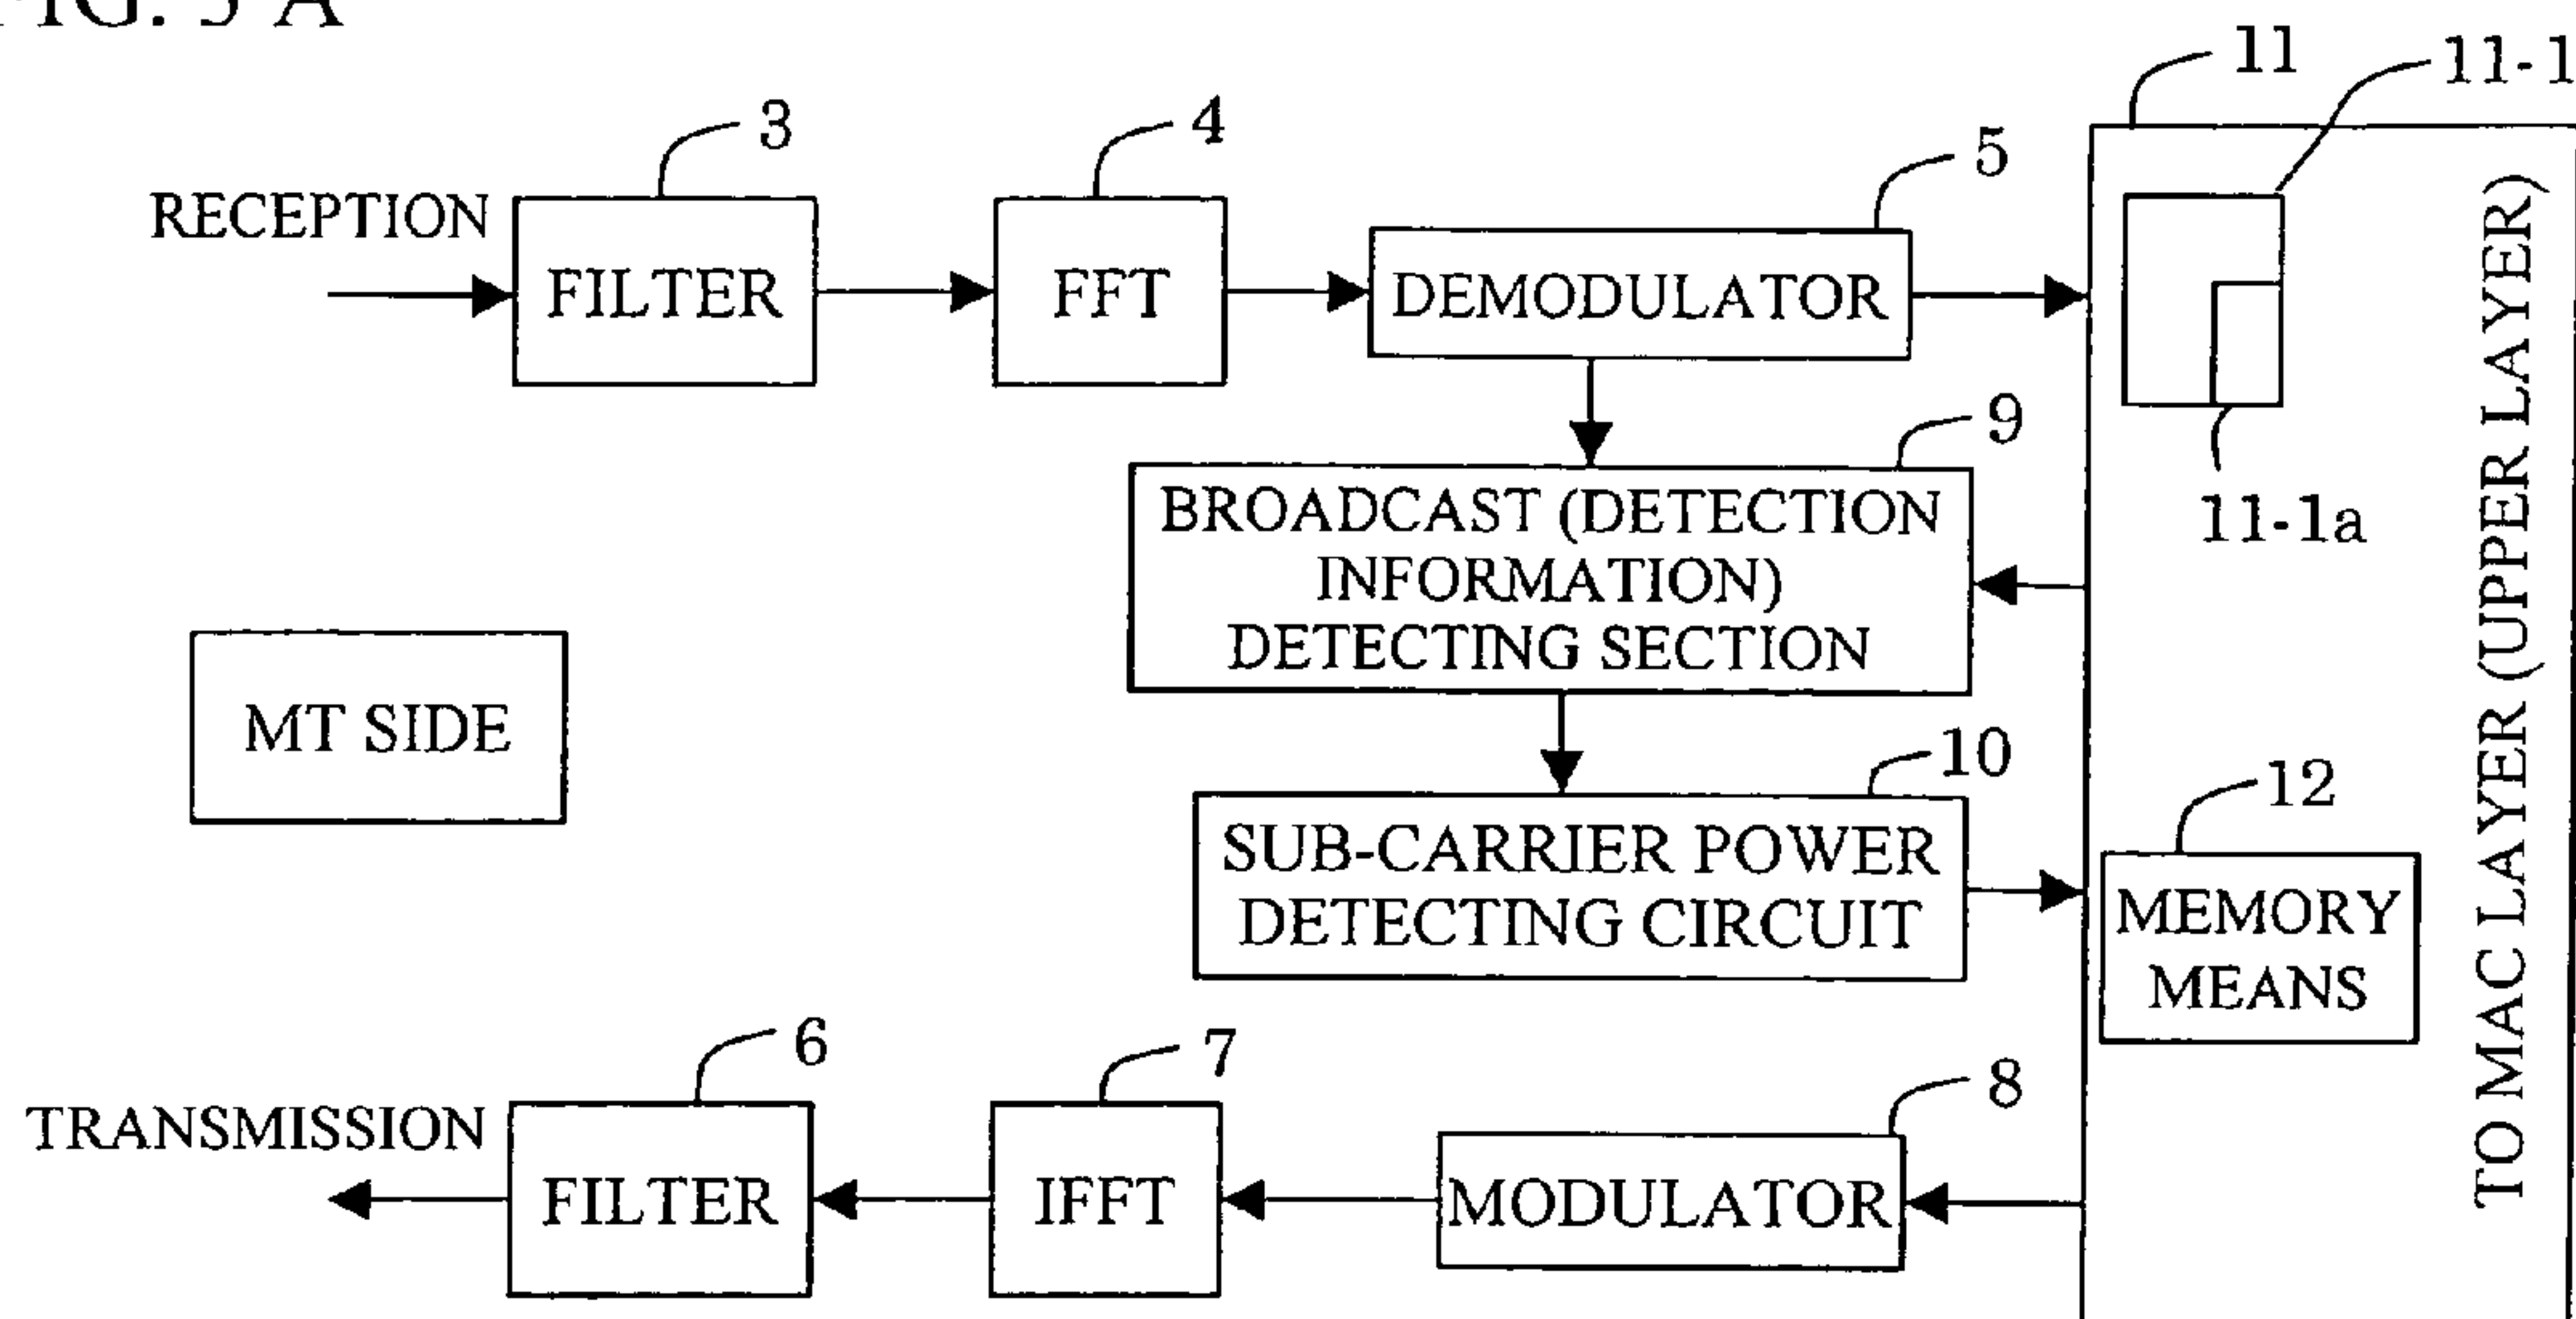 FIG. 5 A
11
11-1
3
4
5
RECEPTION
FILTER
FFT
DEMODULATOR
9
11-1a
BROADCAST (DETECTION
INFORMATION)
DETECTING SECTION
MT SIDE
10
SUB-CARRIER POWER
DETECTING CIRCUIT
12
MEMORY
MEANS
TO MAC LAYER (UPPER LAYER)
6
7
8
TRANSMISSION
FILTER
IFFT
MODULATOR